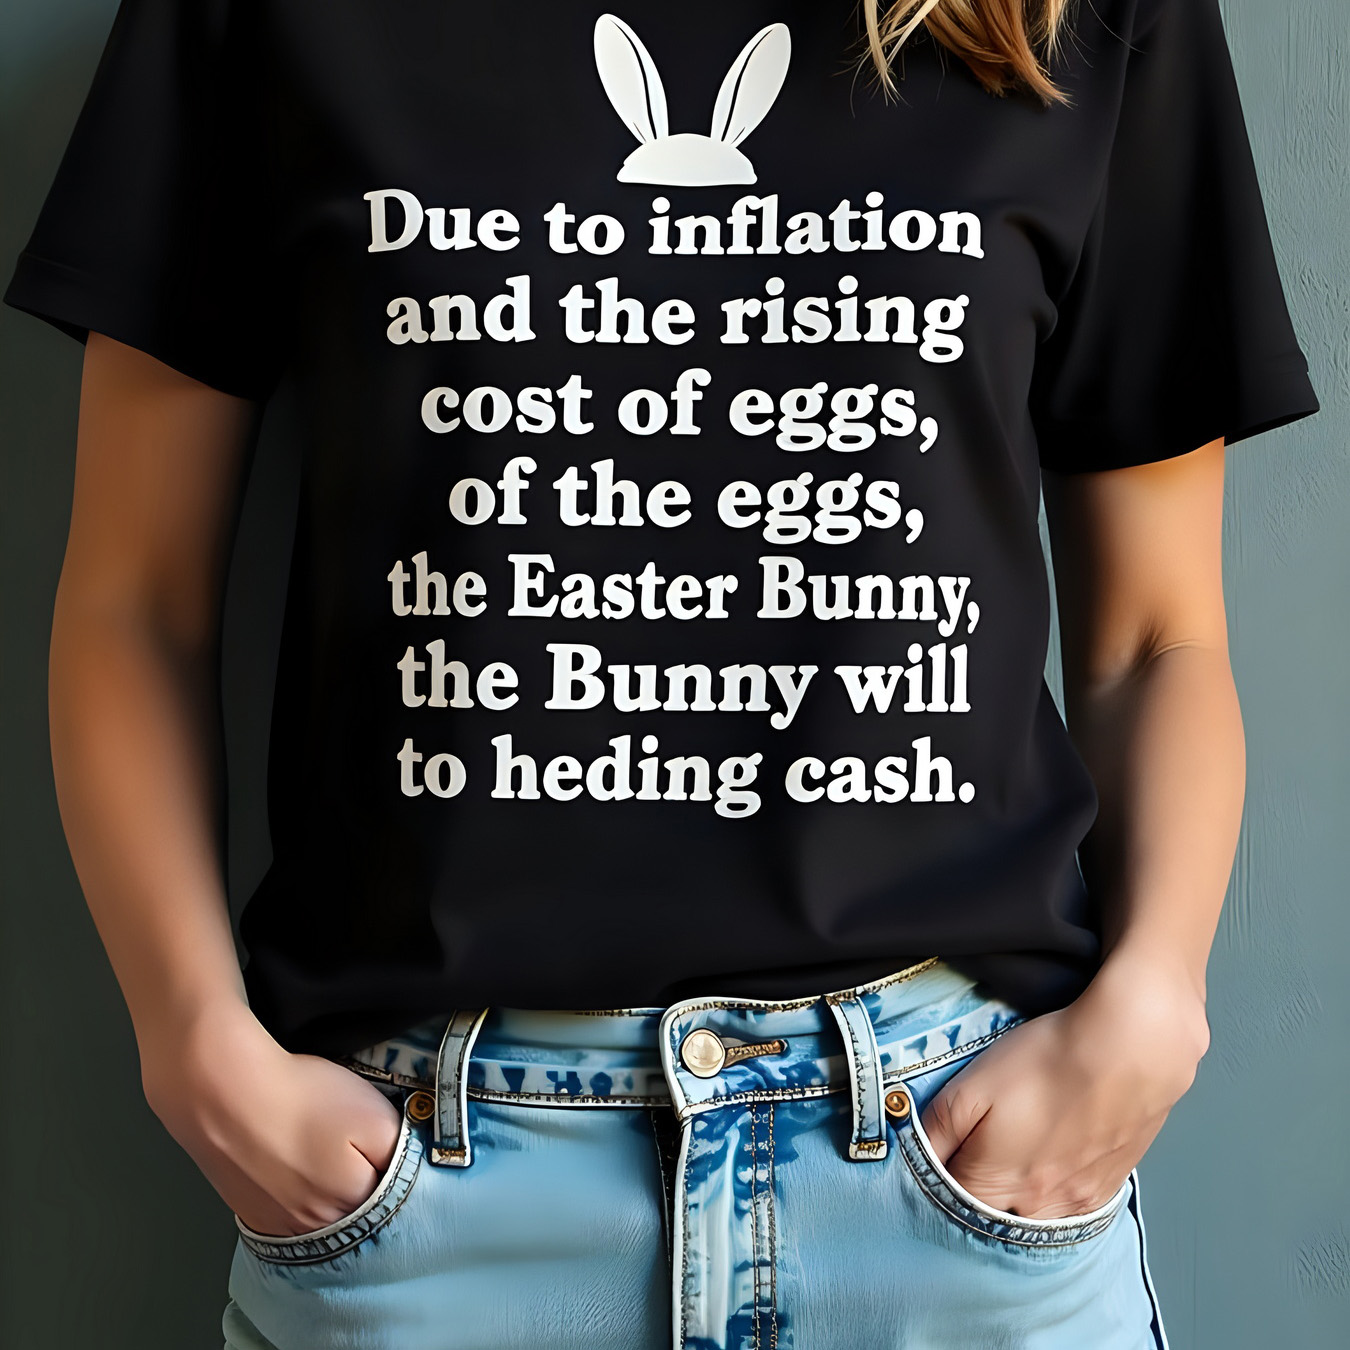 Due to inflation
and the rising
cost of eggs,
of the eggs,
the Easter Bunny,
the Bunny will
to heding cash.